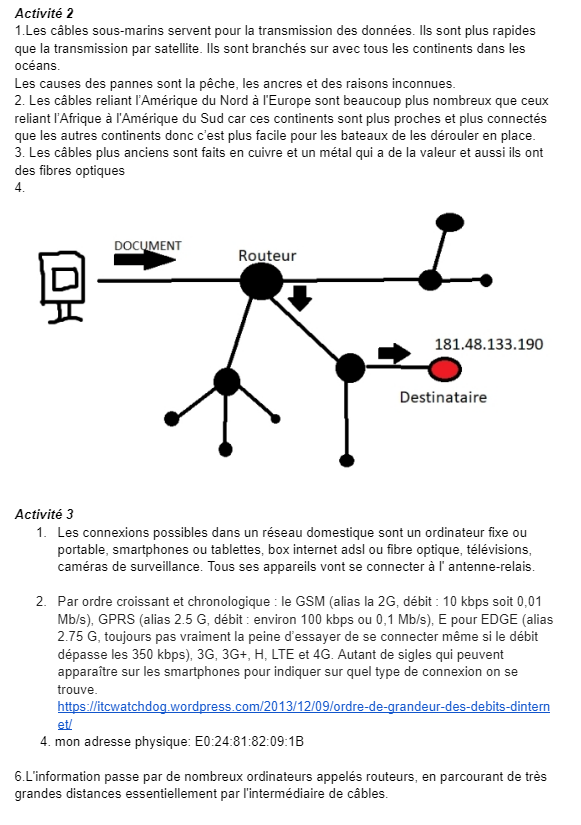 Activité 2
1.Les câbles sous-marins servent pour la transmission des données. Ils sont plus rapides
que la transmission par satellite. Ils sont branchés sur avec tous les continents dans les
océans.
Les causes des pannes sont la pêche, les ancres et des raisons inconnues.
2. Les câbles reliant l'Amérique du Nord à l'Europe sont beaucoup plus nombreux que ceux
reliant l'Afrique à l'Amérique du Sud car ces continents sont plus proches et plus connectés
que les autres continents donc c'est plus facile pour les bateaux de les dérouler en place.
3. Les câbles plus anciens sont faits en cuivre et un métal qui a de la valeur et aussi ils ont
des fibres optiques
4.
DOCUMENT
Routeur
181.48.133.190
Destinataire
Activité 3
1. Les connexions possibles dans un réseau domestique sont un ordinateur fixe ou
portable, smartphones ou tablettes, box internet adsl ou fibre optique, télévisions,
caméras de surveillance. Tous ses appareils vont se connecter à l' antenne-relais.
2. Par ordre croissant et chronologique : le GSM (alias la 2G, débit : 10 kbps soit 0,01
Mb/s), GPRS (alias 2.5 G, débit : environ 100 kbps ou 0,1 Mb/s), E pour EDGE (alias
2.75 G, toujours pas vraiment la peine d'essayer de se connecter même si le débit
dépasse les 350 kbps), 3G, 3G+, H, LTE et 4G. Autant de sigles qui peuvent
apparaître sur les smartphones pour indiquer sur quel type de connexion on se
trouve.
https://itcwatchdog.wordpress.com/2013/12/09/ordre-de-grandeur-des-debits-dintern
et/
4. mon adresse physique: E0:24:81:82:09:1B
6.L'information passe par de nombreux ordinateurs appelés routeurs, en parcourant de très
grandes distances essentiellement par l'intermédiaire de câbles.